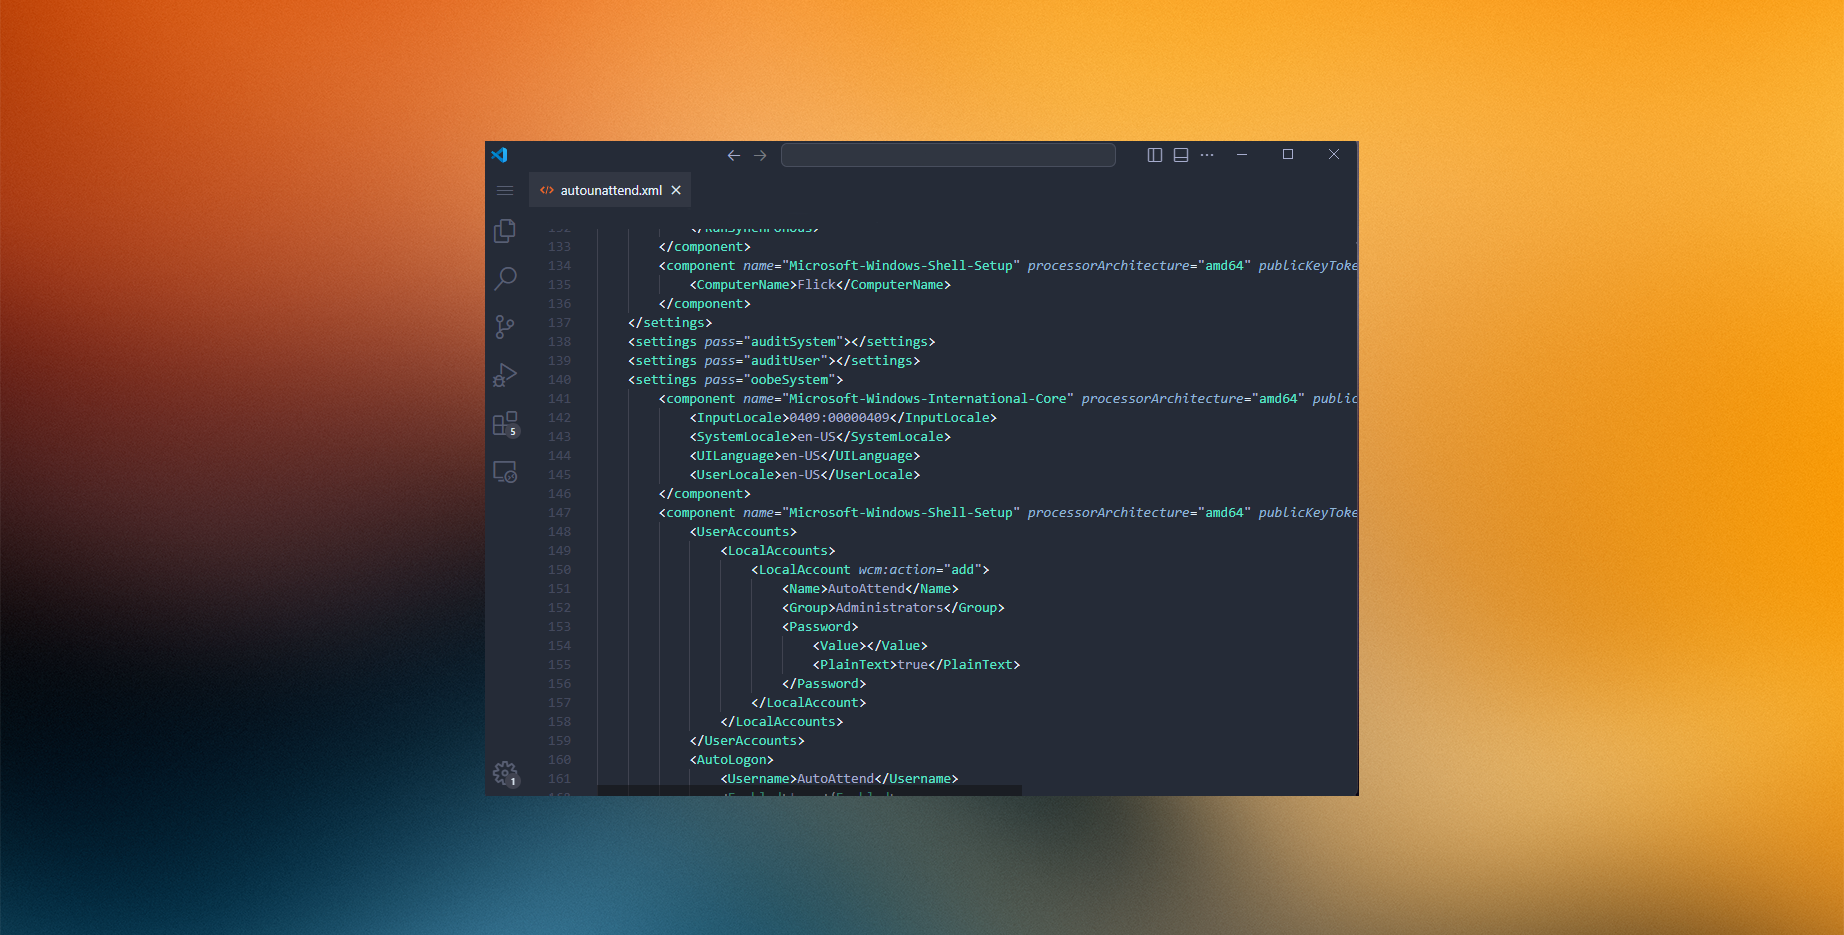 autounattend.xml
132 </RunSynchronous>
133 </component>
134 <component name="Microsoft-Windows-Shell-Setup" processorArchitecture="amd64" publicKeyToke
135 <ComputerName>Flick</ComputerName>
136 </component>
137 </settings>
138 <settings pass="auditSystem"></settings>
139 <settings pass="auditUser"></settings>
140 <settings pass="oobeSystem">
141 <component name="Microsoft-Windows-International-Core" processorArchitecture="amd64" public
142 <InputLocale>0409:00000409</InputLocale>
143 <SystemLocale>en-US</SystemLocale>
144 <UILanguage>en-US</UILanguage>
145 <UserLocale>en-US</UserLocale>
146 </component>
147 <component name="Microsoft-Windows-Shell-Setup" processorArchitecture="amd64" publicKeyToke
148 <UserAccounts>
149 <LocalAccounts>
150 <LocalAccount wcm:action="add">
151 <Name>AutoAttend</Name>
152 <Group>Administrators</Group>
153 <Password>
154 <Value></Value>
155 <PlainText>true</PlainText>
156 </Password>
157 </LocalAccount>
158 </LocalAccounts>
159 </UserAccounts>
160 <AutoLogon>
161 <Username>AutoAttend</Username>
5
1